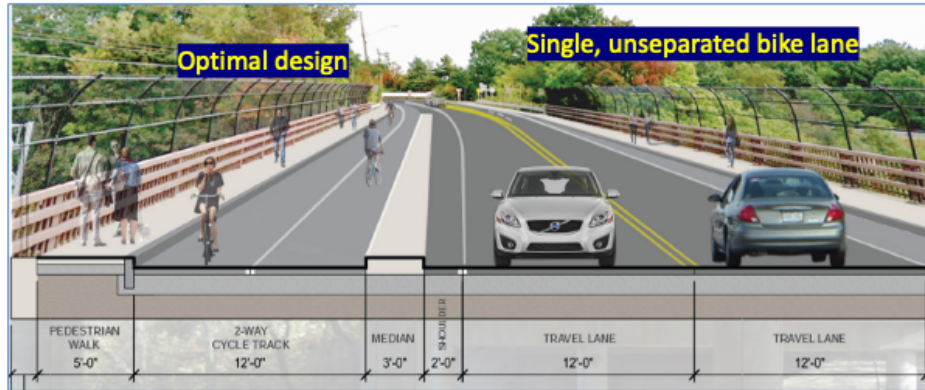 Optimal design
Single, unseparated bike lane
PEDESTRIAN
WALK
5'-0"
2-WAY
CYCLE TRACK
12'-0"
MEDIAN
3'-0"
SHOULDER
2'-0"
TRAVEL LANE
12'-0"
TRAVEL LANE
12'-0"